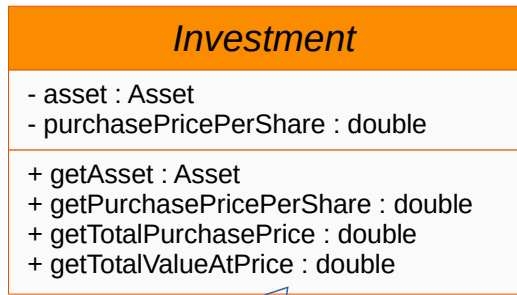 Investment
- asset : Asset
- purchasePricePerShare : double
+ getAsset : Asset
+ getPurchasePricePerShare : double
+ getTotalPurchasePrice : double
+ getTotalValueAtPrice : double